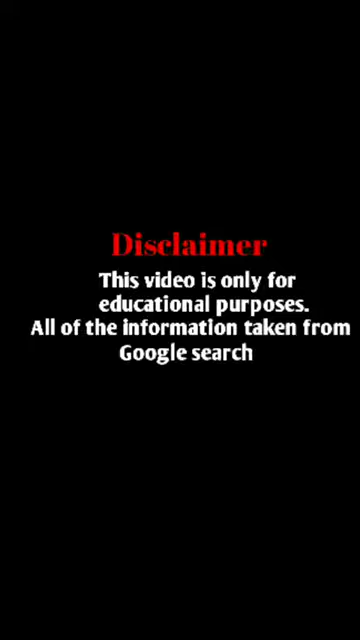 Disclaimer
This video is only for
educational purposes.
All of the information taken from
Google search